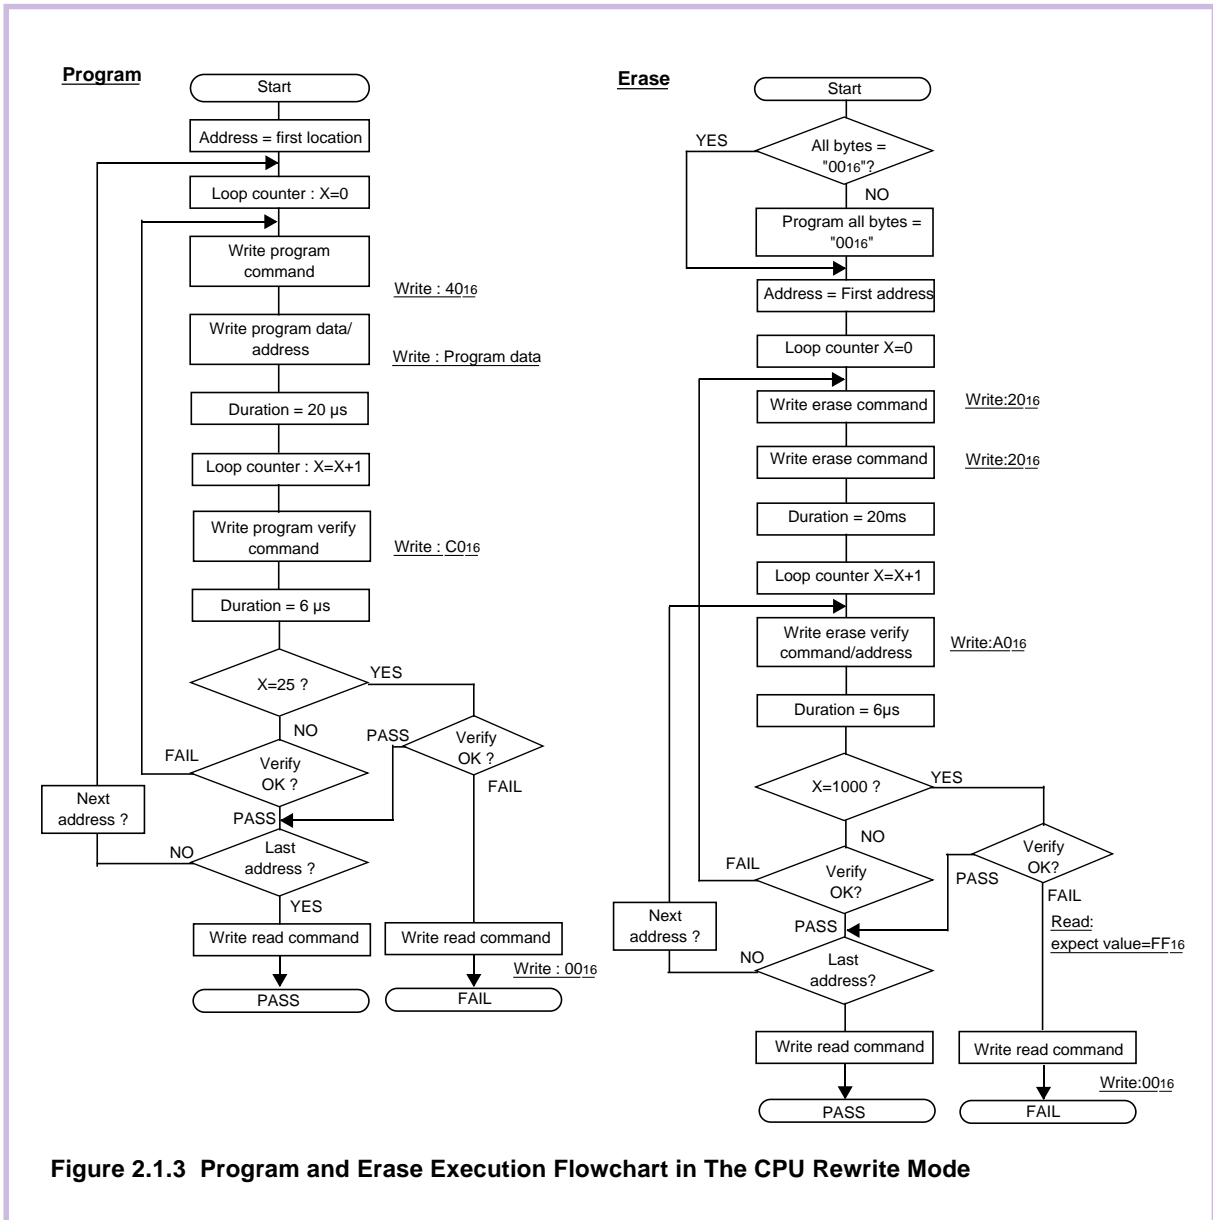 Program
Start
Address = first location
Loop counter : X=0
Write program
command
Write : 4016
Write program data/
address
Write : Program data
Duration = 20 µs
Loop counter : X=X+1
Write program verify
command
Write : C016
Duration = 6 µs
X=25 ?
YES
NO
Verify
OK ?
FAIL
PASS
Verify
OK ?
PASS
FAIL
Next
address ?
Last
address ?
NO
YES
Write read command
PASS
Write read command
Write : 0016
FAIL
Erase
Start
All bytes =
"0016"?
YES
NO
Program all bytes =
"0016"
Address = First address
Loop counter X=0
Write erase command
Write:2016
Write erase command
Write:2016
Duration = 20ms
Loop counter X=X+1
Write erase verify
command/address
Write:A016
Duration = 6µs
X=1000 ?
YES
NO
Verify
OK?
FAIL
PASS
Verify
OK?
PASS
FAIL
Read:
expect value=FF16
Next
address ?
Last
address?
NO
Write read command
PASS
Write read command
Write:0016
FAIL
Figure 2.1.3 Program and Erase Execution Flowchart in The CPU Rewrite Mode